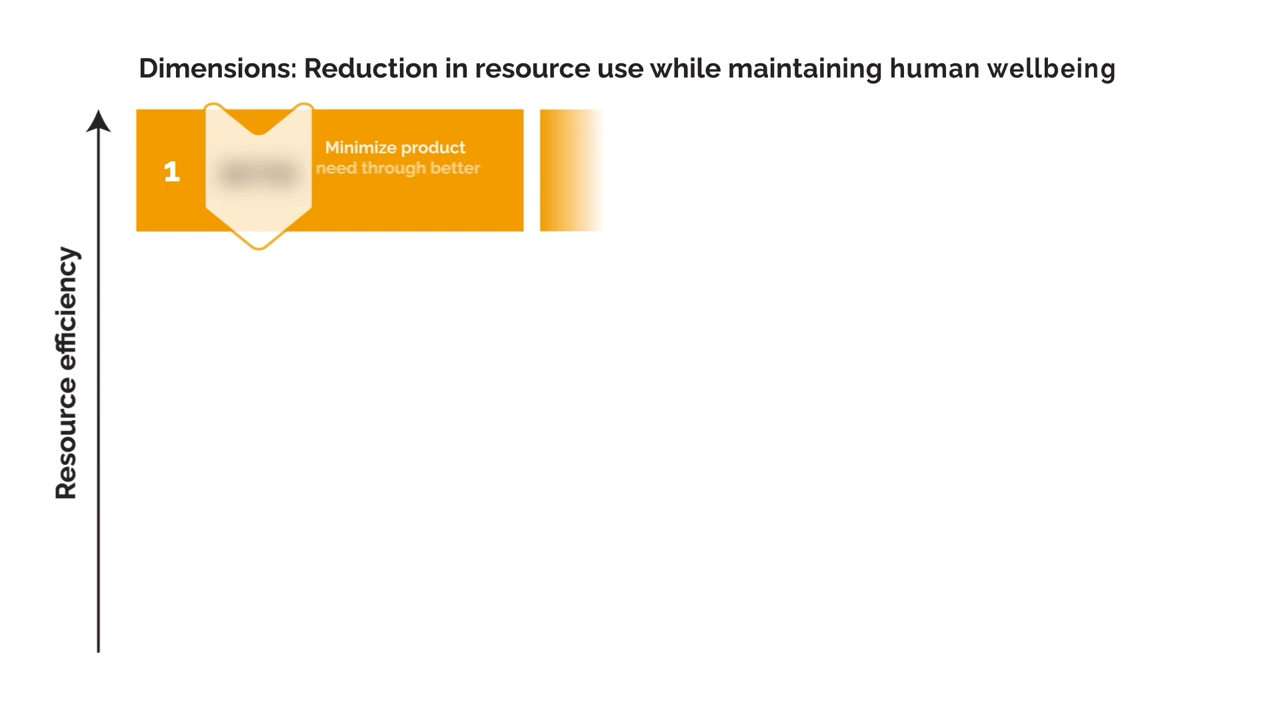 Dimensions: Reduction in resource use while maintaining human wellbeing
1
Minimize product
need through better
Resource efficiency